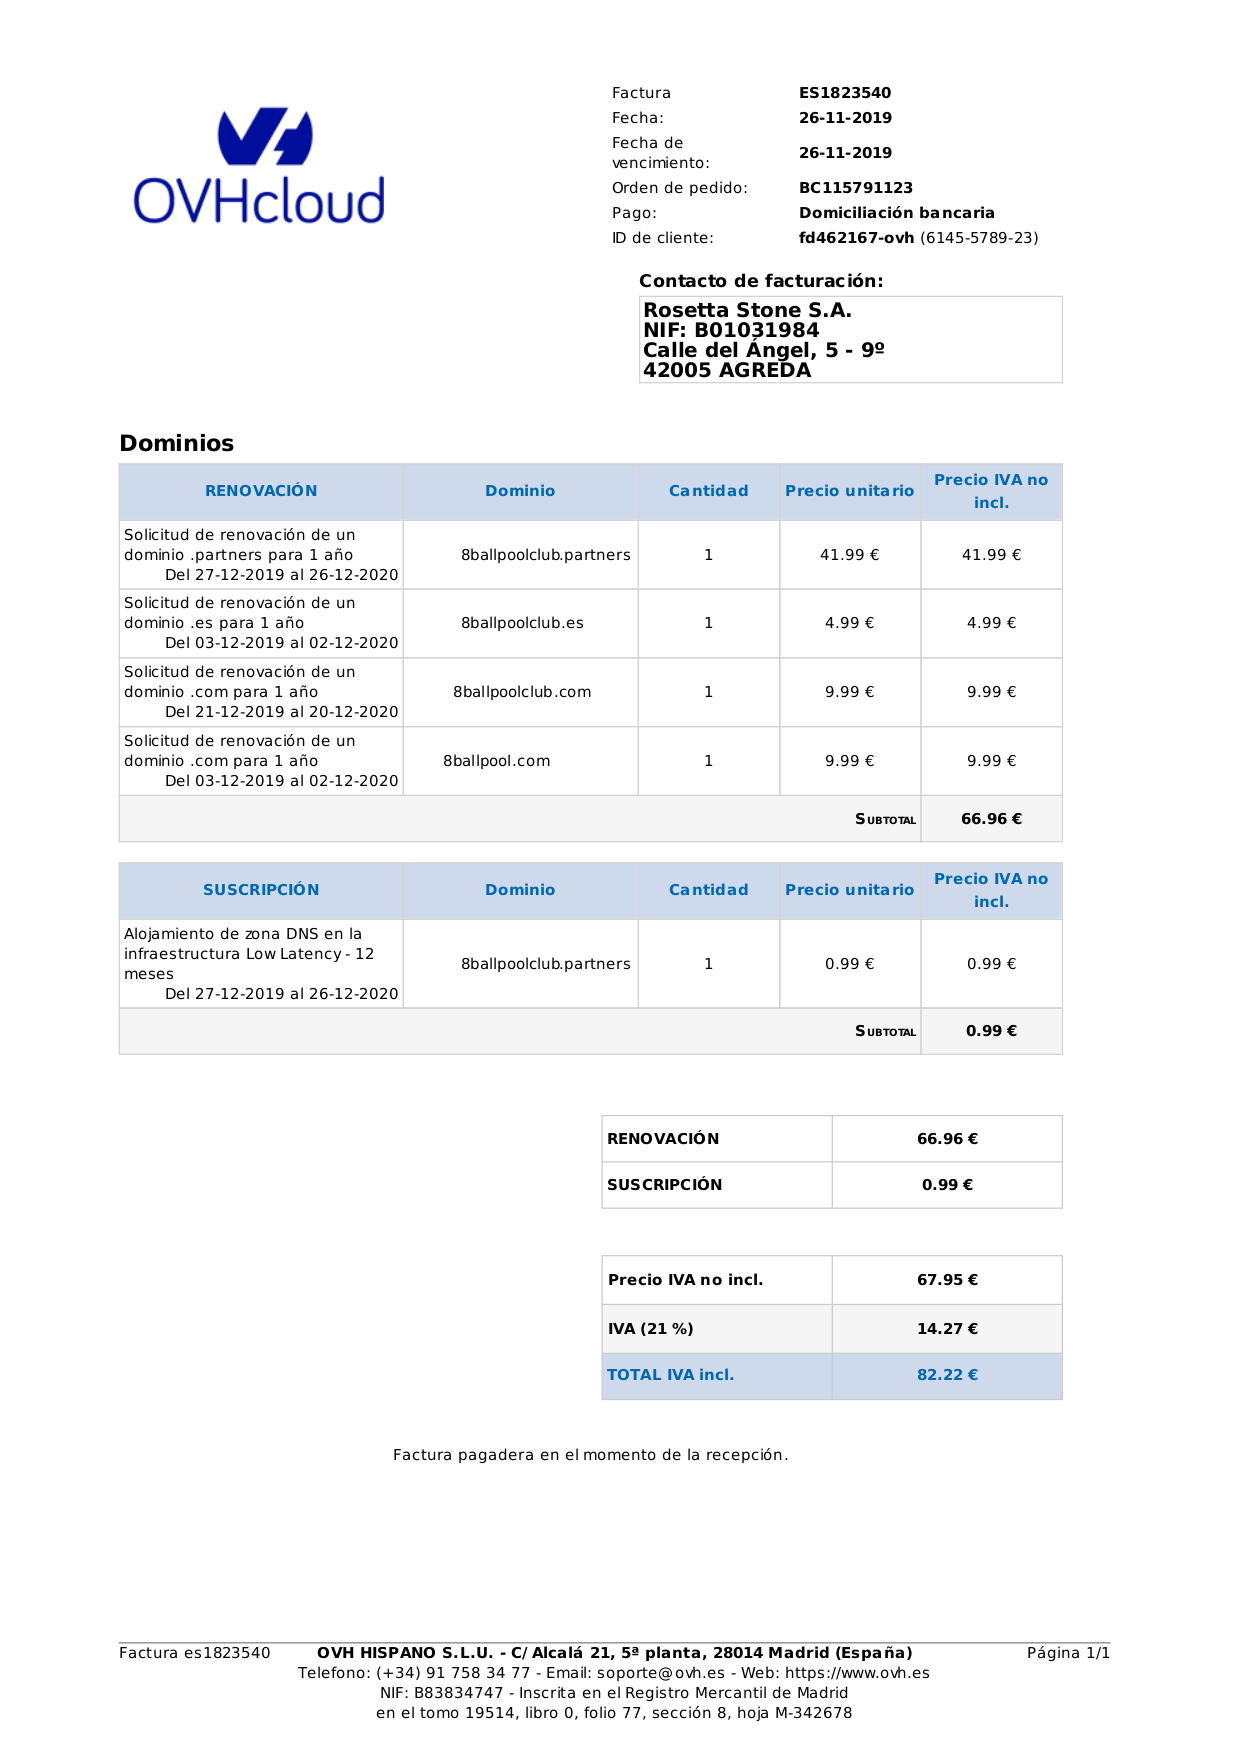 OVHcloud
Factura ES1823540
Fecha: 26-11-2019
Fecha de
vencimiento: 26-11-2019
Orden de pedido: BC115791123
Pago: Domiciliación bancaria
ID de cliente: fd462167-ovh (6145-5789-23)
Contacto de facturación:
Rosetta Stone S.A.
NIF: B01031984
Calle del Ángel, 5 - 9º
42005 AGREDA
Dominios
RENOVACIÓN Dominio Cantidad Precio unitario Precio IVA no
incl.
Solicitud de renovación de un
dominio .partners para 1 año 8ballpoolclub.partners 1 41.99 € 41.99 €
Del 27-12-2019 al 26-12-2020
Solicitud de renovación de un
dominio .es para 1 año 8ballpoolclub.es 1 4.99 € 4.99 €
Del 03-12-2019 al 02-12-2020
Solicitud de renovación de un
dominio .com para 1 año 8ballpoolclub.com 1 9.99 € 9.99 €
Del 21-12-2019 al 20-12-2020
Solicitud de renovación de un
dominio .com para 1 año 8ballpool.com 1 9.99 € 9.99 €
Del 03-12-2019 al 02-12-2020
SUBTOTAL 66.96 €
SUSCRIPCIÓN Dominio Cantidad Precio unitario Precio IVA no
incl.
Alojamiento de zona DNS en la
infraestructura Low Latency - 12
meses 8ballpoolclub.partners 1 0.99 € 0.99 €
Del 27-12-2019 al 26-12-2020
SUBTOTAL 0.99 €
RENOVACIÓN 66.96 €
SUSCRIPCIÓN 0.99 €
Precio IVA no incl. 67.95 €
IVA (21 %) 14.27 €
TOTAL IVA incl. 82.22 €
Factura pagadera en el momento de la recepción.
Factura es1823540 OVH HISPANO S.L.U. - C/ Alcalá 21, 5ª planta, 28014 Madrid (España) Página 1/1
Telefono: (+34) 91 758 34 77 - Email: soporte@ovh.es - Web: https://www.ovh.es
NIF: B83834747 - Inscrita en el Registro Mercantil de Madrid
en el tomo 19514, libro 0, folio 77, sección 8, hoja M-342678